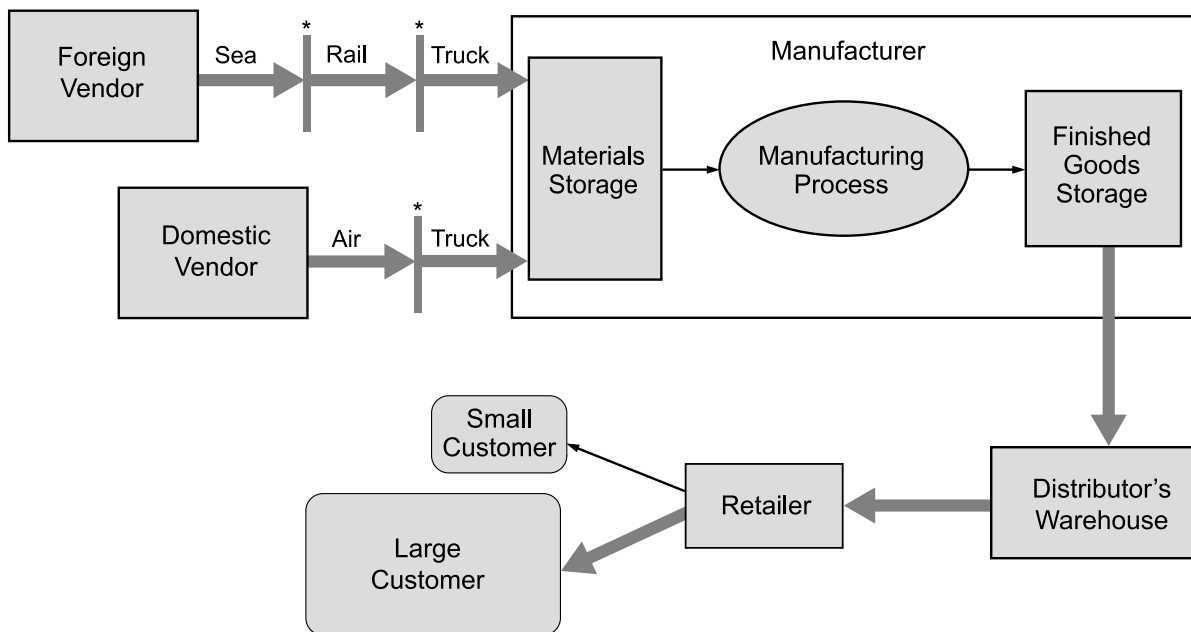 Foreign
Vendor
Sea
*
Rail
*
Truck
Manufacturer
Materials
Storage
Manufacturing
Process
Finished
Goods
Storage
Domestic
Vendor
Air
*
Truck
Small
Customer
Large
Customer
Retailer
Distributor’s
Warehouse